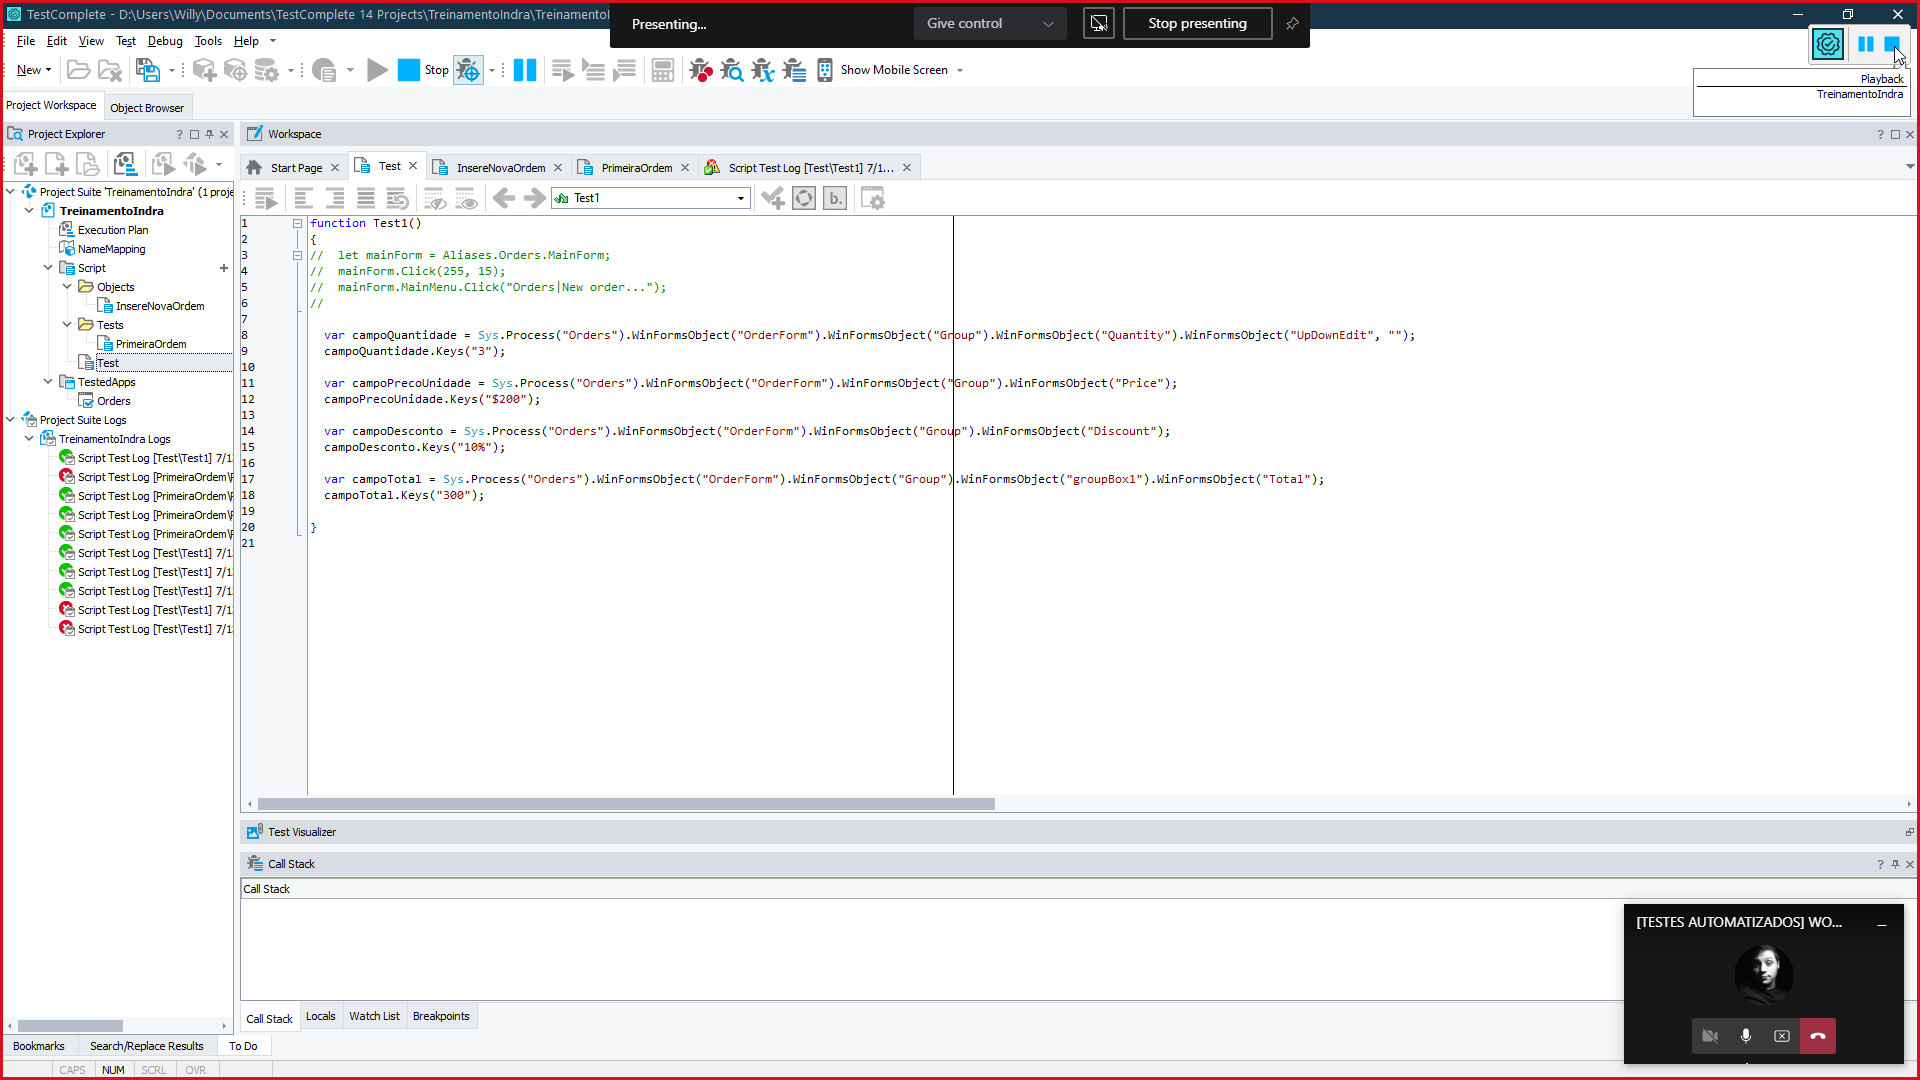 TestComplete - D:\Users\Willy\Documents\TestComplete 14 Projects\TreinamentoIndra\TreinamentoI
Presenting...
Give control
Stop presenting
File Edit View Test Debug Tools Help
New
Stop
Show Mobile Screen
Playback
TreinamentoIndra
Project Workspace
Object Browser
Project Explorer
Workspace
Start Page
Test
InsereNovaOrdem
PrimeiraOrdem
Script Test Log [Test\Test1] 7/1...
Test1
b.
Project Suite 'TreinamentoIndra' (1 proje
TreinamentoIndra
Execution Plan
NameMapping
Script
Objects
InsereNovaOrdem
Tests
PrimeiraOrdem
Test
TestedApps
Orders
Project Suite Logs
TreinamentoIndra Logs
Script Test Log [Test\Test1] 7/1
Script Test Log [PrimeiraOrdem\
Script Test Log [PrimeiraOrdem\
Script Test Log [PrimeiraOrdem\
Script Test Log [PrimeiraOrdem\
Script Test Log [Test\Test1] 7/1
Script Test Log [Test\Test1] 7/1
Script Test Log [Test\Test1] 7/1
Script Test Log [Test\Test1] 7/1
Script Test Log [Test\Test1] 7/1
1 function Test1()
2 {
3 //  let mainForm = Aliases.Orders.MainForm;
4 //  mainForm.Click(255, 15);
5 //  mainForm.MainMenu.Click("Orders|New order...");
6 //
7
8   var campoQuantidade = Sys.Process("Orders").WinFormsObject("OrderForm").WinFormsObject("Group").WinFormsObject("Quantity").WinFormsObject("UpDownEdit", "");
9   campoQuantidade.Keys("3");
10
11   var campoPrecoUnidade = Sys.Process("Orders").WinFormsObject("OrderForm").WinFormsObject("Group").WinFormsObject("Price");
12   campoPrecoUnidade.Keys("$200");
13
14   var campoDesconto = Sys.Process("Orders").WinFormsObject("OrderForm").WinFormsObject("Group").WinFormsObject("Discount");
15   campoDesconto.Keys("10%");
16
17   var campoTotal = Sys.Process("Orders").WinFormsObject("OrderForm").WinFormsObject("Group").WinFormsObject("groupBox1").WinFormsObject("Total");
18   campoTotal.Keys("300");
19
20 }
21
Test Visualizer
Call Stack
Call Stack
[TESTES AUTOMATIZADOS] WO...
Call Stack
Locals
Watch List
Breakpoints
Bookmarks
Search/Replace Results
To Do
CAPS NUM SCRL OVR